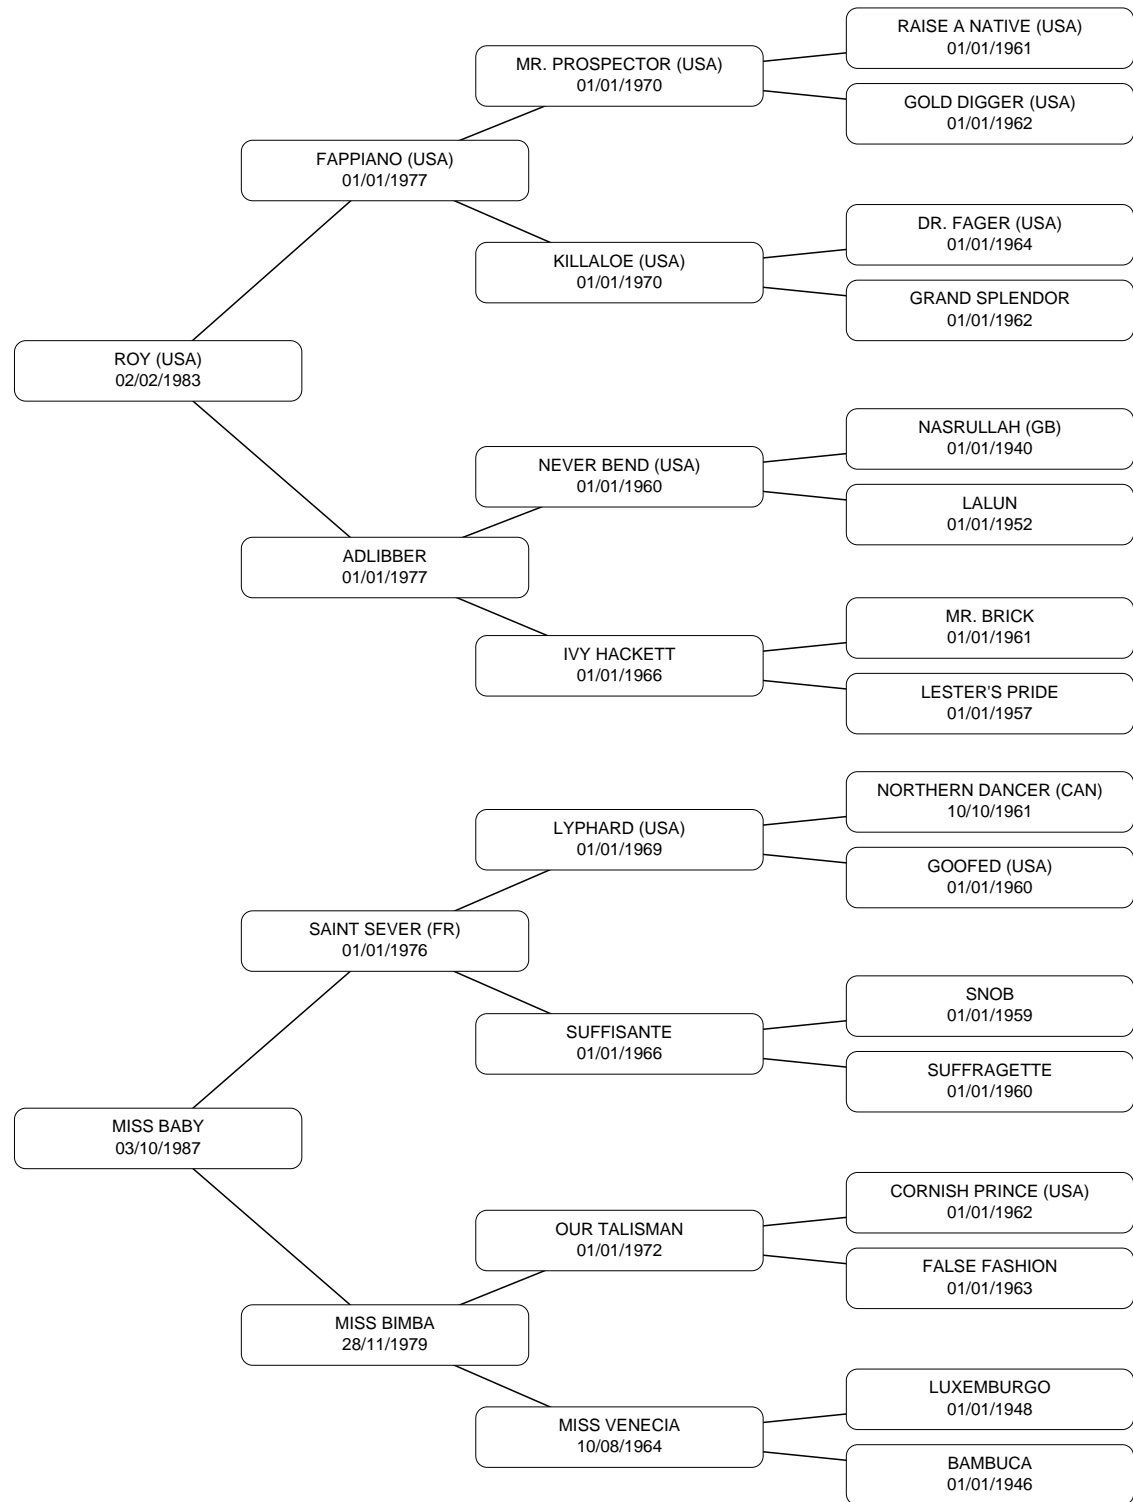 RAISE A NATIVE (USA)
01/01/1961
MR. PROSPECTOR (USA)
01/01/1970
GOLD DIGGER (USA)
01/01/1962
FAPPIANO (USA)
01/01/1977
DR. FAGER (USA)
01/01/1964
KILLALOE (USA)
01/01/1970
GRAND SPLENDOR
01/01/1962
ROY (USA)
02/02/1983
NASRULLAH (GB)
01/01/1940
NEVER BEND (USA)
01/01/1960
LALUN
01/01/1952
ADLIBBER
01/01/1977
MR. BRICK
01/01/1961
IVY HACKETT
01/01/1966
LESTER'S PRIDE
01/01/1957
NORTHERN DANCER (CAN)
10/10/1961
LYPHARD (USA)
01/01/1969
GOOFED (USA)
01/01/1960
SAINT SEVER (FR)
01/01/1976
SNOB
01/01/1959
SUFFISANTE
01/01/1966
SUFFRAGETTE
01/01/1960
MISS BABY
03/10/1987
CORNISH PRINCE (USA)
01/01/1962
OUR TALISMAN
01/01/1972
FALSE FASHION
01/01/1963
MISS BIMBA
28/11/1979
LUXEMBURGO
01/01/1948
MISS VENECIA
10/08/1964
BAMBUCA
01/01/1946